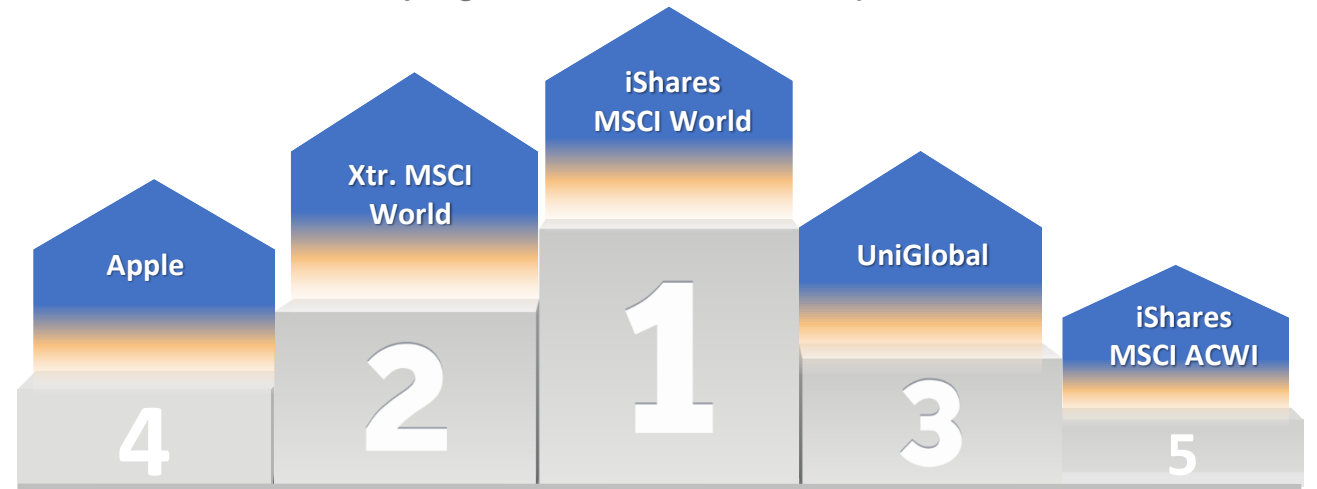 iShares
MSCI World
Xtr. MSCI
World
UniGlobal
Apple
iShares
MSCI ACWI
1
2
3
4
5